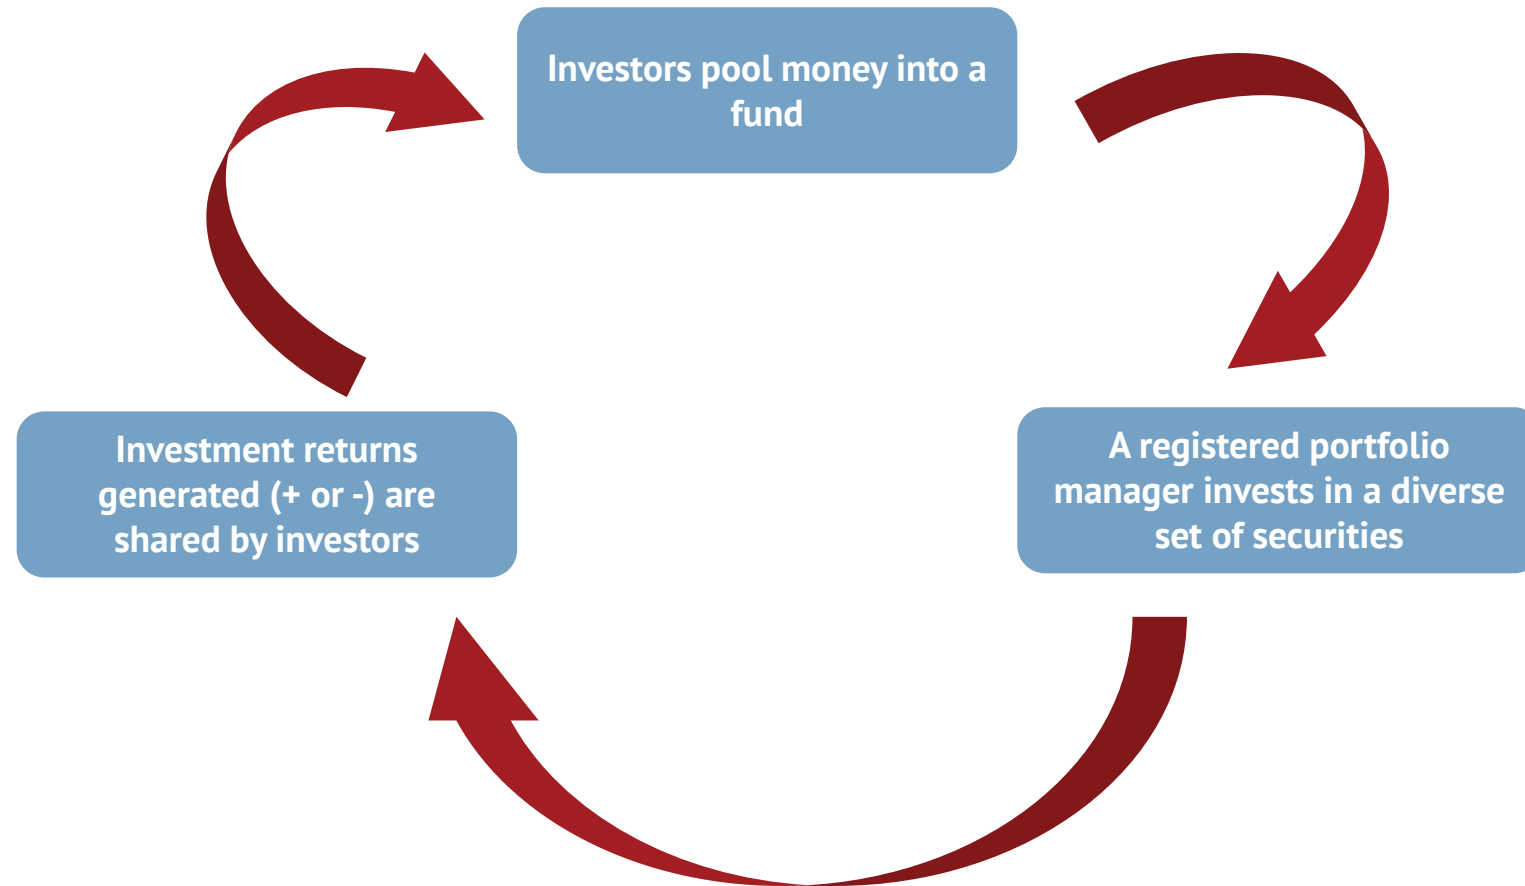 Investors pool money into a
fund
A registered portfolio
manager invests in a diverse
set of securities
Investment returns
generated (+ or -) are
shared by investors